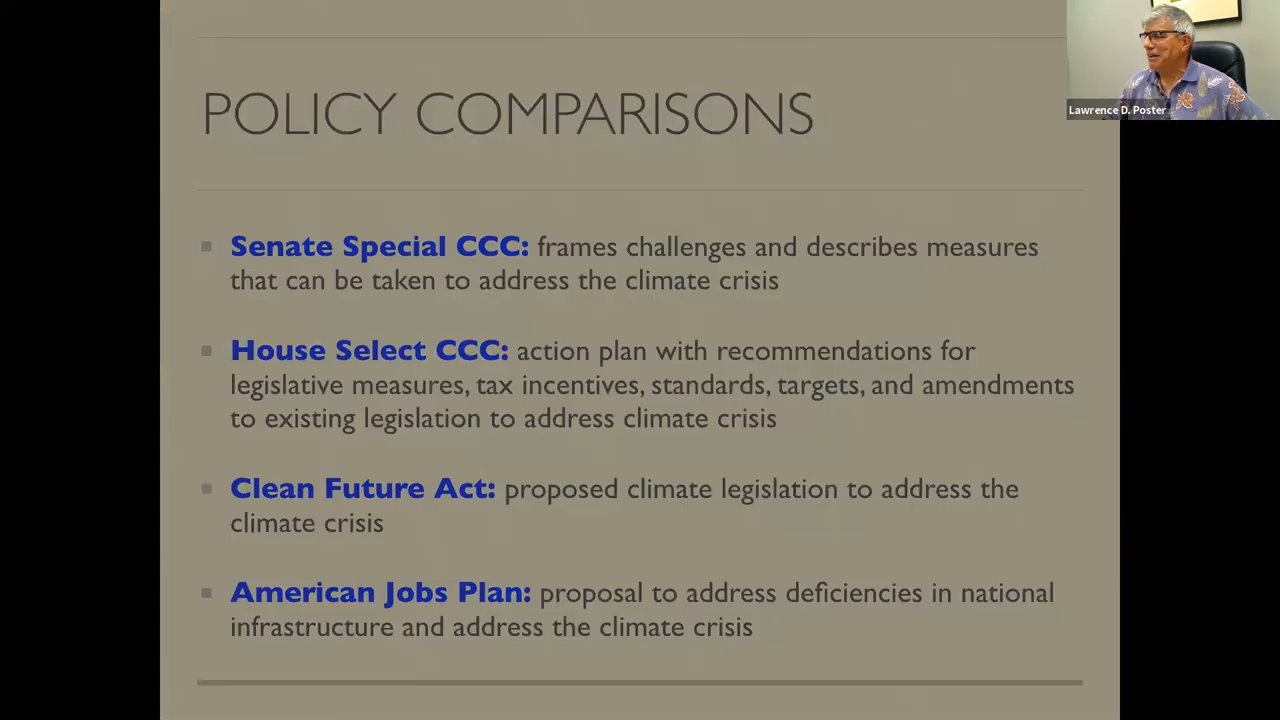 POLICY COMPARISONS
Lawrence D. Poster
Senate Special CCC: frames challenges and describes measures
that can be taken to address the climate crisis
House Select CCC: action plan with recommendations for
legislative measures, tax incentives, standards, targets, and amendments
to existing legislation to address climate crisis
Clean Future Act: proposed climate legislation to address the
climate crisis
American Jobs Plan: proposal to address deficiencies in national
infrastructure and address the climate crisis